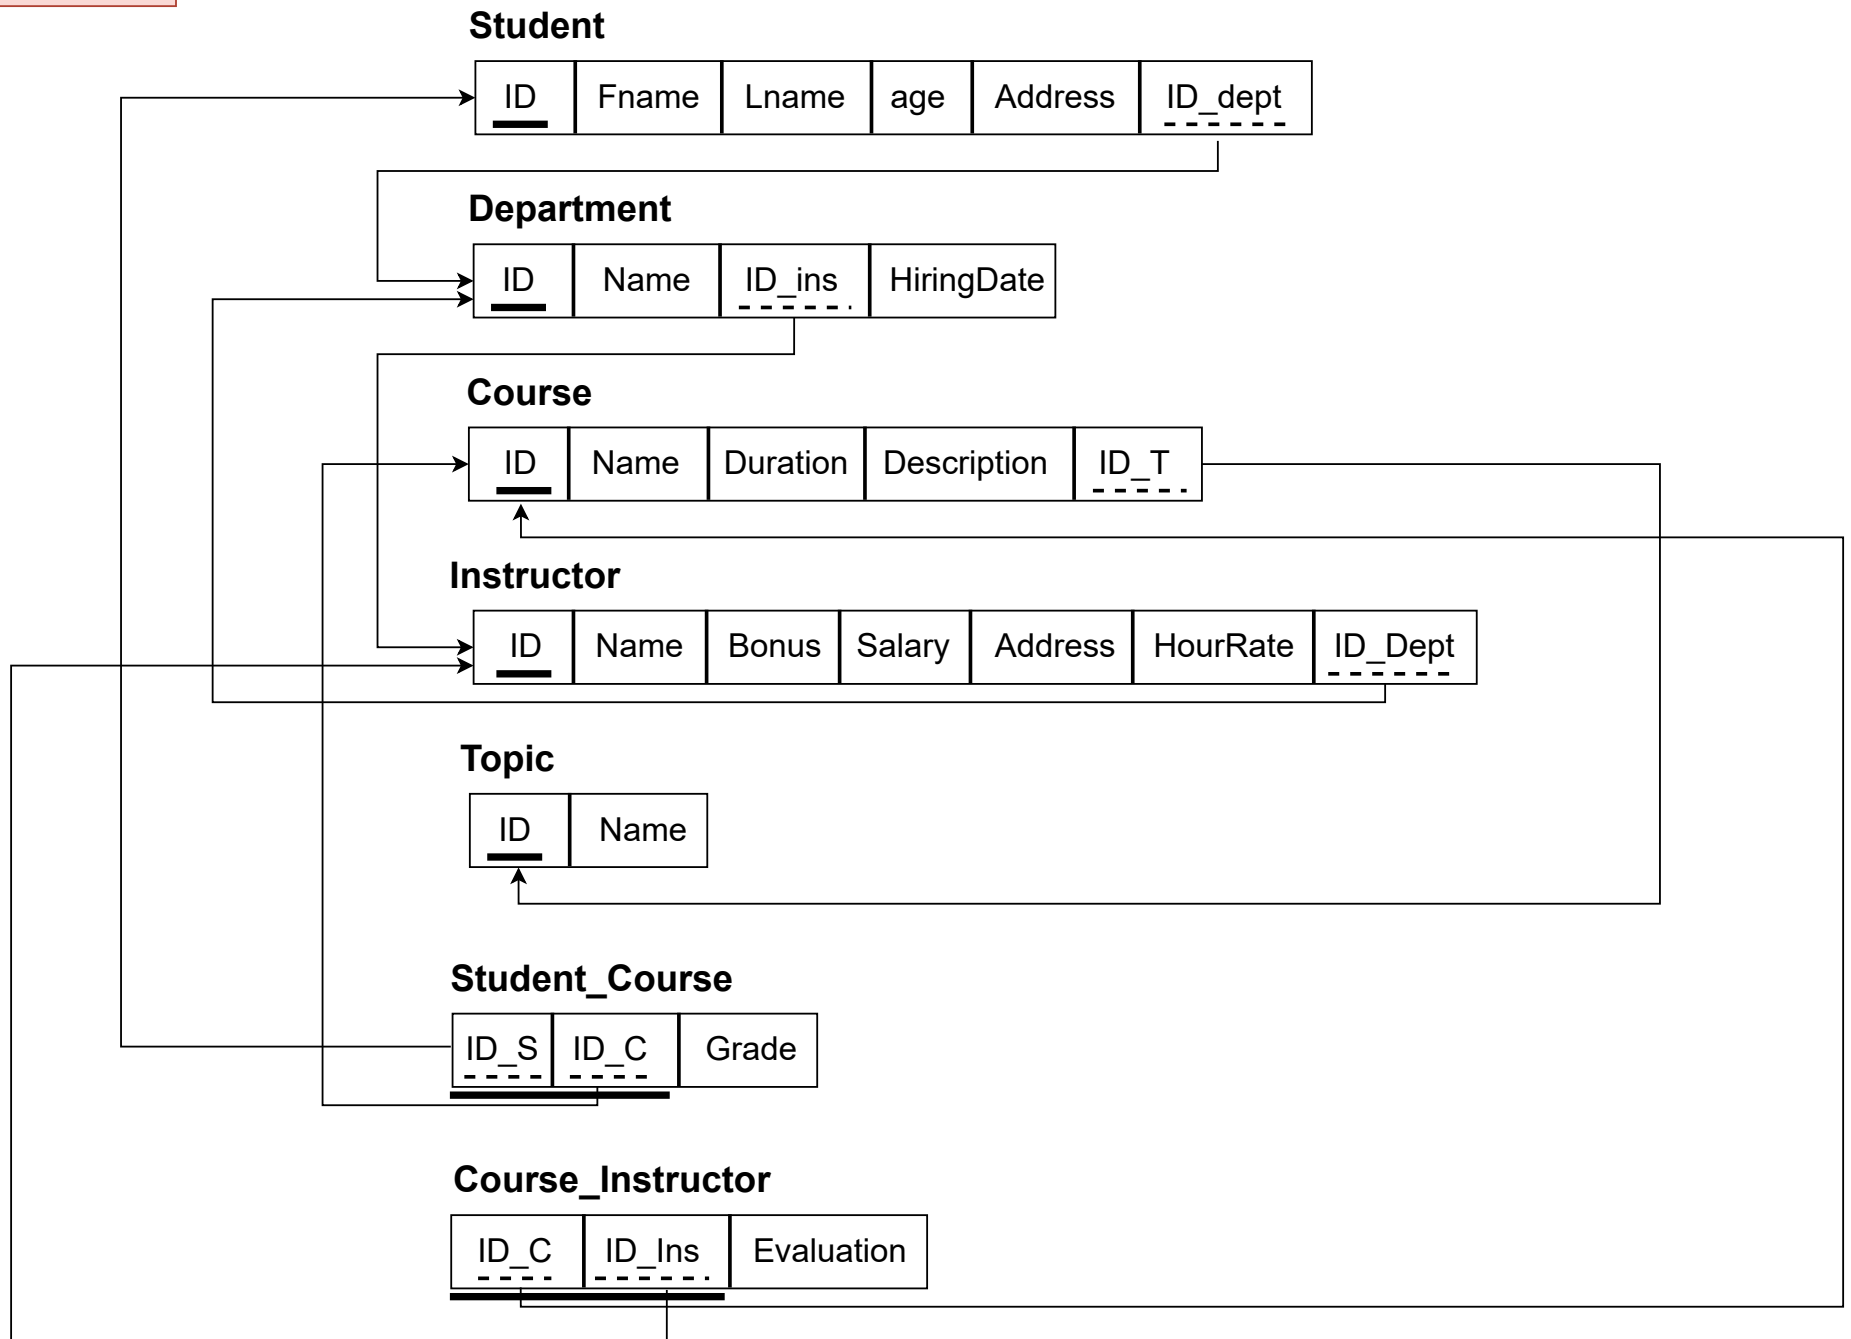 Student
ID Fname Lname age Address ID_dept
Department
ID Name ID_ins HiringDate
Course
ID Name Duration Description ID_T
Instructor
ID Name Bonus Salary Address HourRate ID_Dept
Topic
ID Name
Student_Course
ID_S ID_C Grade
Course_Instructor
ID_C ID_Ins Evaluation